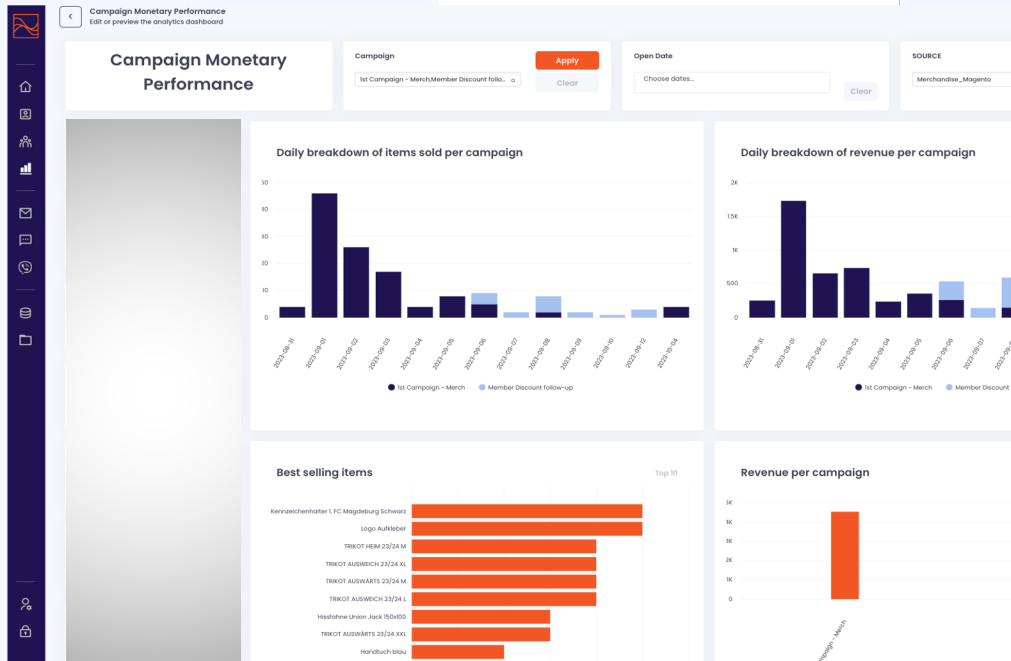 Campaign Monetary Performance
Edit or preview the analytics dashboard
Campaign Monetary
Performance
Campaign
1st Campaign - Merch,Member Discount follo...
Apply
Clear
Open Date
Choose dates...
Clear
SOURCE
Merchandise_Magento
Daily breakdown of items sold per campaign
0
2023-08-31
2023-09-01
2023-09-02
2023-09-03
2023-09-04
2023-09-05
2023-09-06
2023-09-07
2023-09-08
2023-09-09
2023-09-10
2023-09-12
2023-10-04
1st Campaign - Merch
Member Discount follow-up
Daily breakdown of revenue per campaign
2K
1.5K
1K
500
0
2023-08-31
2023-09-01
2023-09-02
2023-09-03
2023-09-04
2023-09-05
2023-09-06
2023-09-07
1st Campaign - Merch
Member Discount
Best selling items
Top 10
Kennzeichenhalter 1. FC Magdeburg Schwarz
Logo Aufkleber
TRIKOT HEIM 23/24 M
TRIKOT AUSWEICH 23/24 XL
TRIKOT AUSWÄRTS 23/24 M
TRIKOT AUSWEICH 23/24 L
Hissfahne Union Jack 150x100
TRIKOT AUSWÄRTS 23/24 XXL
Handtuch blau
Revenue per campaign
2K
1K
0
- Merch